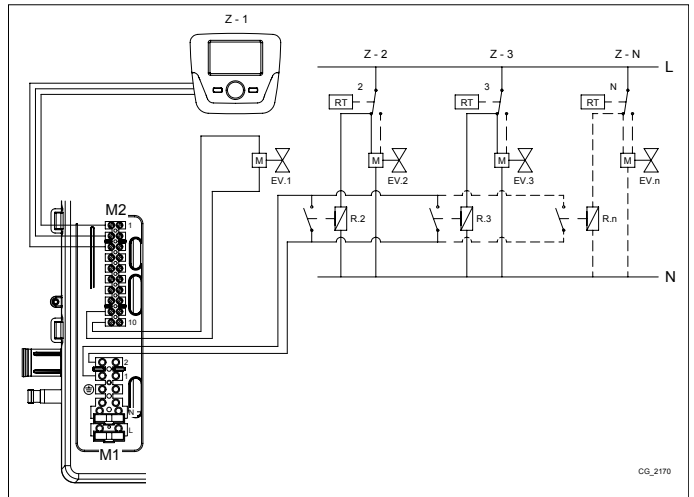 Z - 1
Z - 2
Z - 3
Z - N
L
2
3
N
RT
RT
RT
M
M
M
M
EV.1
EV.2
EV.3
EV.n
M2
1
10
R.2
R.3
R.n
N
2
1
N
L
M1
CG_2170